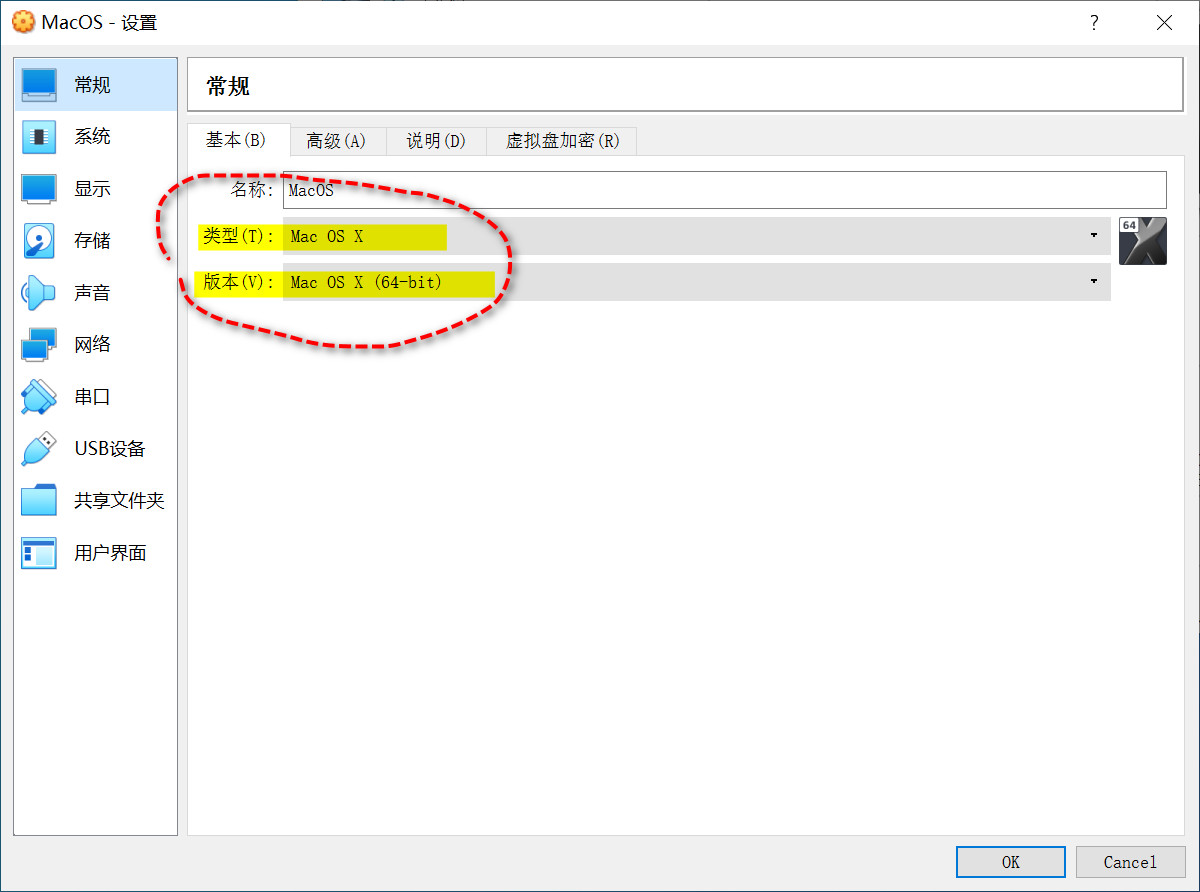 MacOS - 设置
?
常规
系统
显示
存储
声音
网络
串口
USB设备
共享文件夹
用户界面
常规
基本(B) 高级(A) 说明(D) 虚拟盘加密(R)
名称: MacOS
类型(T): Mac OS X
64
版本(V): Mac OS X (64-bit)
OK Cancel